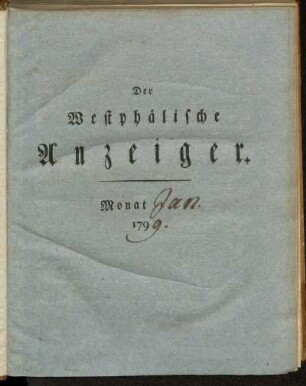 Der
Westphälische
Anzeiger.
Monat Jan.
1799.